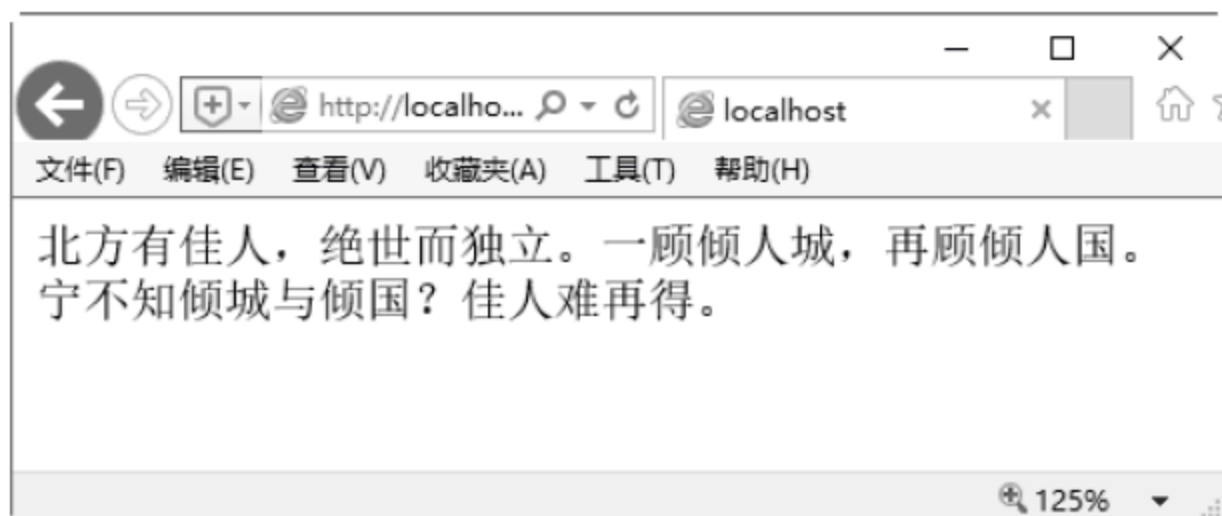 http://localho...
localhost
文件(F) 编辑(E) 查看(V) 收藏夹(A) 工具(T) 帮助(H)
北方有佳人，绝世而独立。一顾倾人城，再顾倾人国。
宁不知倾城与倾国？佳人难再得。
125%